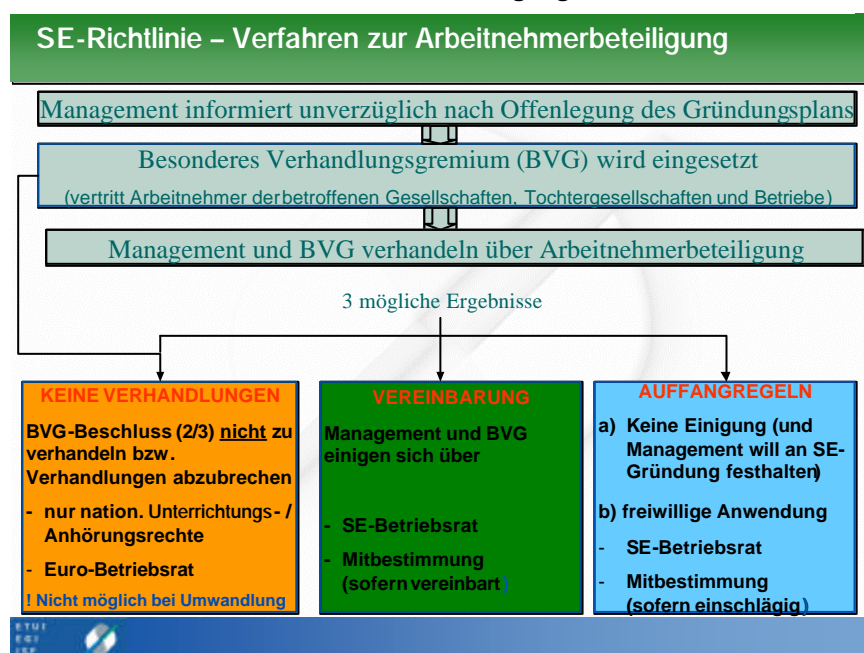 SE-Richtlinie – Verfahren zur Arbeitnehmerbeteiligung
Management informiert unverzüglich nach Offenlegung des Gründungsplans
Besonderes Verhandlungsgremium (BVG) wird eingesetzt
(vertritt Arbeitnehmer derbetroffenen Gesellschaften, Tochtergesellschaften und Betriebe)
Management und BVG verhandeln über Arbeitnehmerbeteiligung
3 mögliche Ergebnisse
KEINE VERHANDLUNGEN
BVG-Beschluss (2/3) nicht zu
verhandeln bzw.
Verhandlungen abzubrechen
- nur nation. Unterrichtungs- /
Anhörungsrechte
- Euro-Betriebsrat
! Nicht möglich bei Umwandlung
VEREINBARUNG
Management und BVG
einigen sich über
- SE-Betriebsrat
- Mitbestimmung
(sofern vereinbart)
AUFFANGREGELN
a) Keine Einigung (und
Management will an SE-
Gründung festhalten)
b) freiwillige Anwendung
- SE-Betriebsrat
- Mitbestimmung
(sofern einschlägig)
ETUI